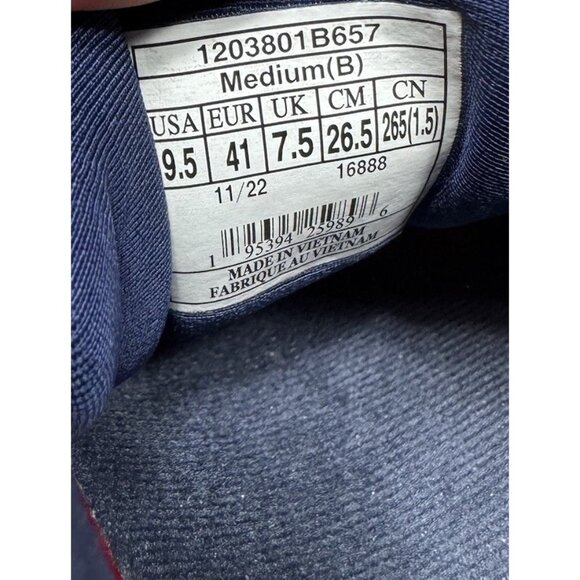 1203801B657
Medium(B)
USA EUR UK CM CN
9.5 41 7.5 26.5 265(1.5)
11/22 16888
1 95394 25989 6
MADE IN VIETNAM
FABRIQUE AU VIETNAM